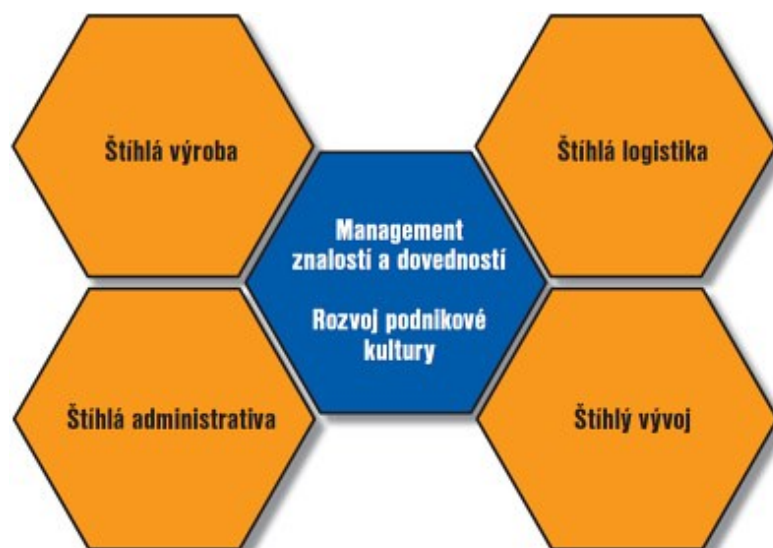 Štíhlá výroba
Štíhlá logistika
Management
znalostí a dovedností
Rozvoj podnikové
kultury
Štíhlá administrativa
Štíhlý vývoj